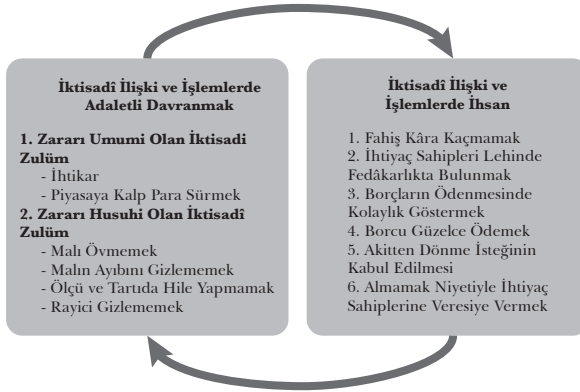 İktisadî İlişki ve İşlemlerde
Adaletli Davranmak
1. Zararı Umumi Olan İktisadi
Zulüm
- İhtikar
- Piyasaya Kalp Para Sürmek
2. Zararı Husuhi Olan İktisadî
Zulüm
- Malı Övmemek
- Malın Ayıbını Gizlememek
- Ölçü ve Tartıda Hile Yapmamak
- Rayici Gizlememek
İktisadî İlişki ve
İşlemlerde İhsan
1. Fahiş Kâra Kaçmamak
2. İhtiyaç Sahipleri Lehinde
Fedâkarlıkta Bulunmak
3. Borçların Ödenmesinde
Kolaylık Göstermek
4. Borcu Güzelce Ödemek
5. Akitten Dönme İsteğinin
Kabul Edilmesi
6. Almamak Niyetiyle İhtiyaç
Sahiplerine Veresiye Vermek